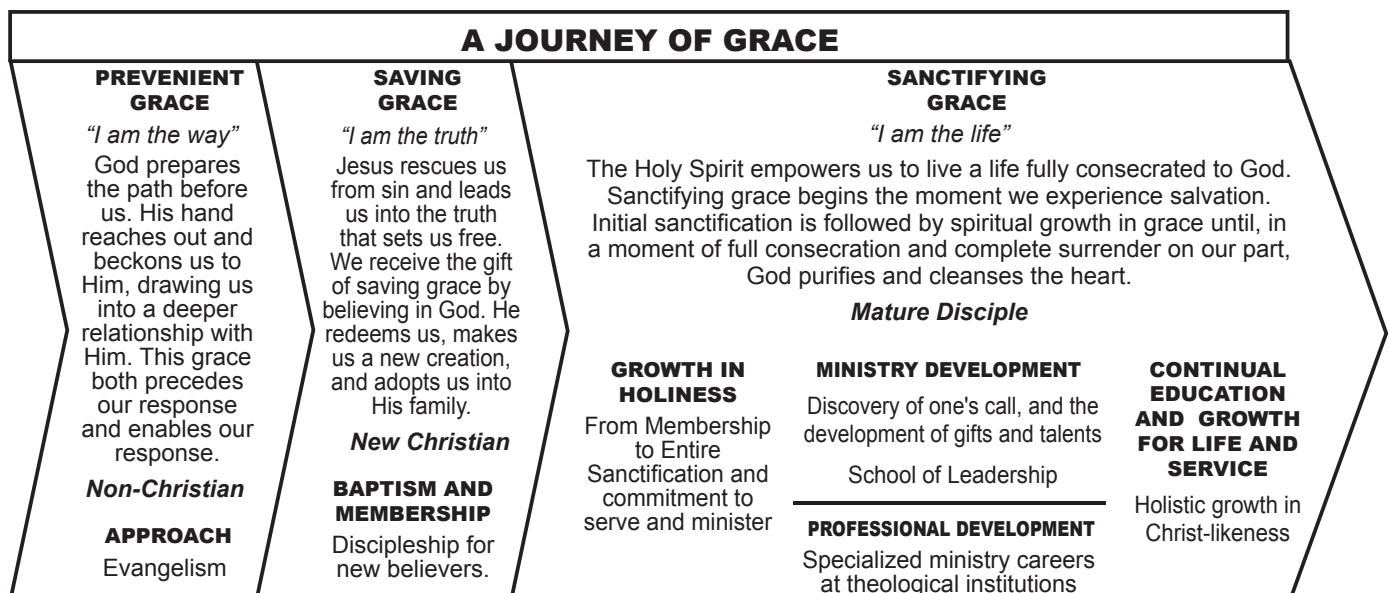 A JOURNEY OF GRACE
PREVENIENT
GRACE
“I am the way”
God prepares
the path before
us. His hand
reaches out and
beckons us to
Him, drawing us
into a deeper
relationship with
Him. This grace
both precedes
our response
and enables our
response.
Non-Christian
APPROACH
Evangelism
SAVING
GRACE
“I am the truth”
Jesus rescues us
from sin and leads
us into the truth
that sets us free.
We receive the gift
of saving grace by
believing in God. He
redeems us, makes
us a new creation,
and adopts us into
His family.
New Christian
BAPTISM AND
MEMBERSHIP
Discipleship for
new believers.
SANCTIFYING
GRACE
“I am the life”
The Holy Spirit empowers us to live a life fully consecrated to God.
Sanctifying grace begins the moment we experience salvation.
Initial sanctification is followed by spiritual growth in grace until, in
a moment of full consecration and complete surrender on our part,
God purifies and cleanses the heart.
Mature Disciple
GROWTH IN
HOLINESS
From Membership
to Entire
Sanctification and
commitment to
serve and minister
MINISTRY DEVELOPMENT
Discovery of one's call, and the
development of gifts and talents
School of Leadership
PROFESSIONAL DEVELOPMENT
Specialized ministry careers
at theological institutions
CONTINUAL
EDUCATION
AND GROWTH
FOR LIFE AND
SERVICE
Holistic growth in
Christ-likeness